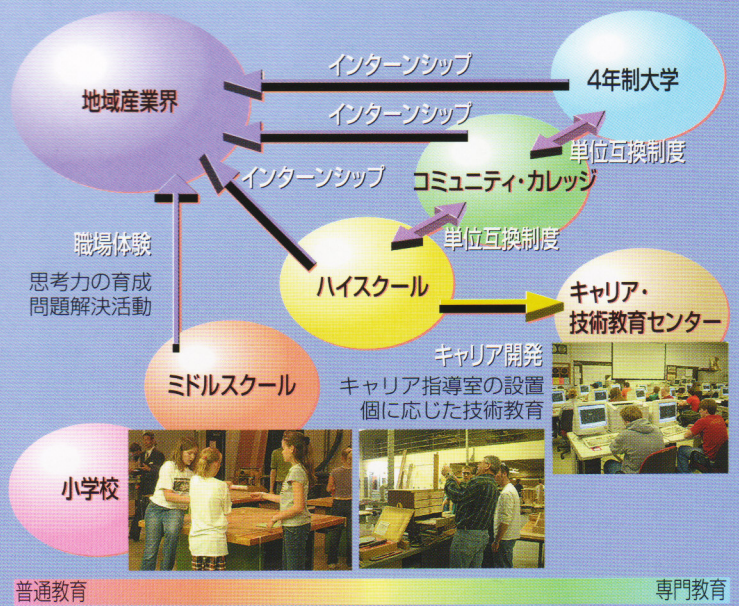 地域産業界
インターンシップ
4年制大学
インターンシップ
単位互換制度
インターンシップ
コミュニティ・カレッジ
単位互換制度
職場体験
思考力の育成
問題解決活動
ハイスクール
キャリア・
技術教育センター
キャリア開発
キャリア指導室の設置
個に応じた技術教育
ミドルスクール
小学校
普通教育
専門教育